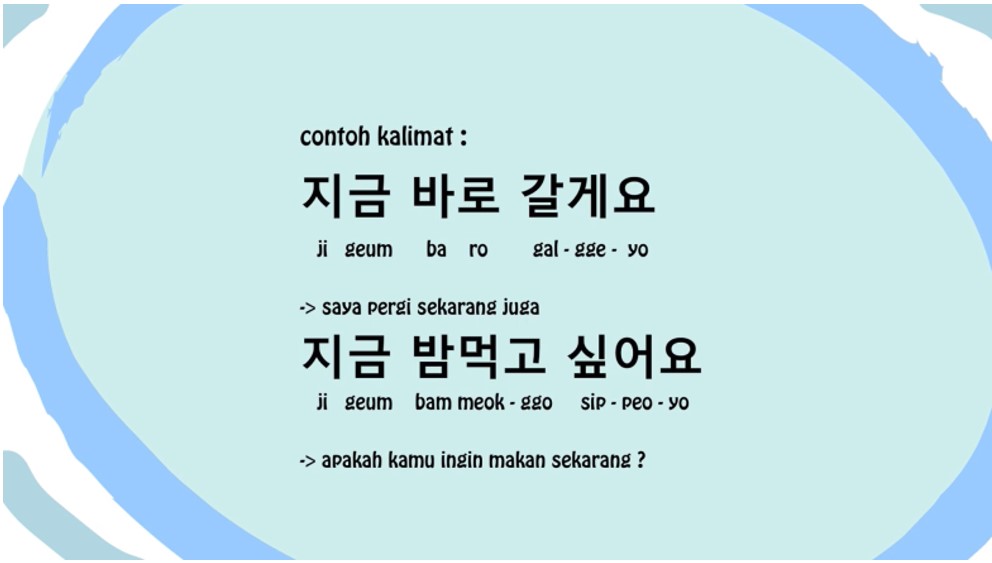 contoh kalimat :
지금 바로 갈게요
ji geum ba ro gal - gge - yo
-> saya pergi sekarang juga
지금 밤먹고 싶어요
ji geum bam meok - ggo sip - peo - yo
-> apakah kamu ingin makan sekarang ?